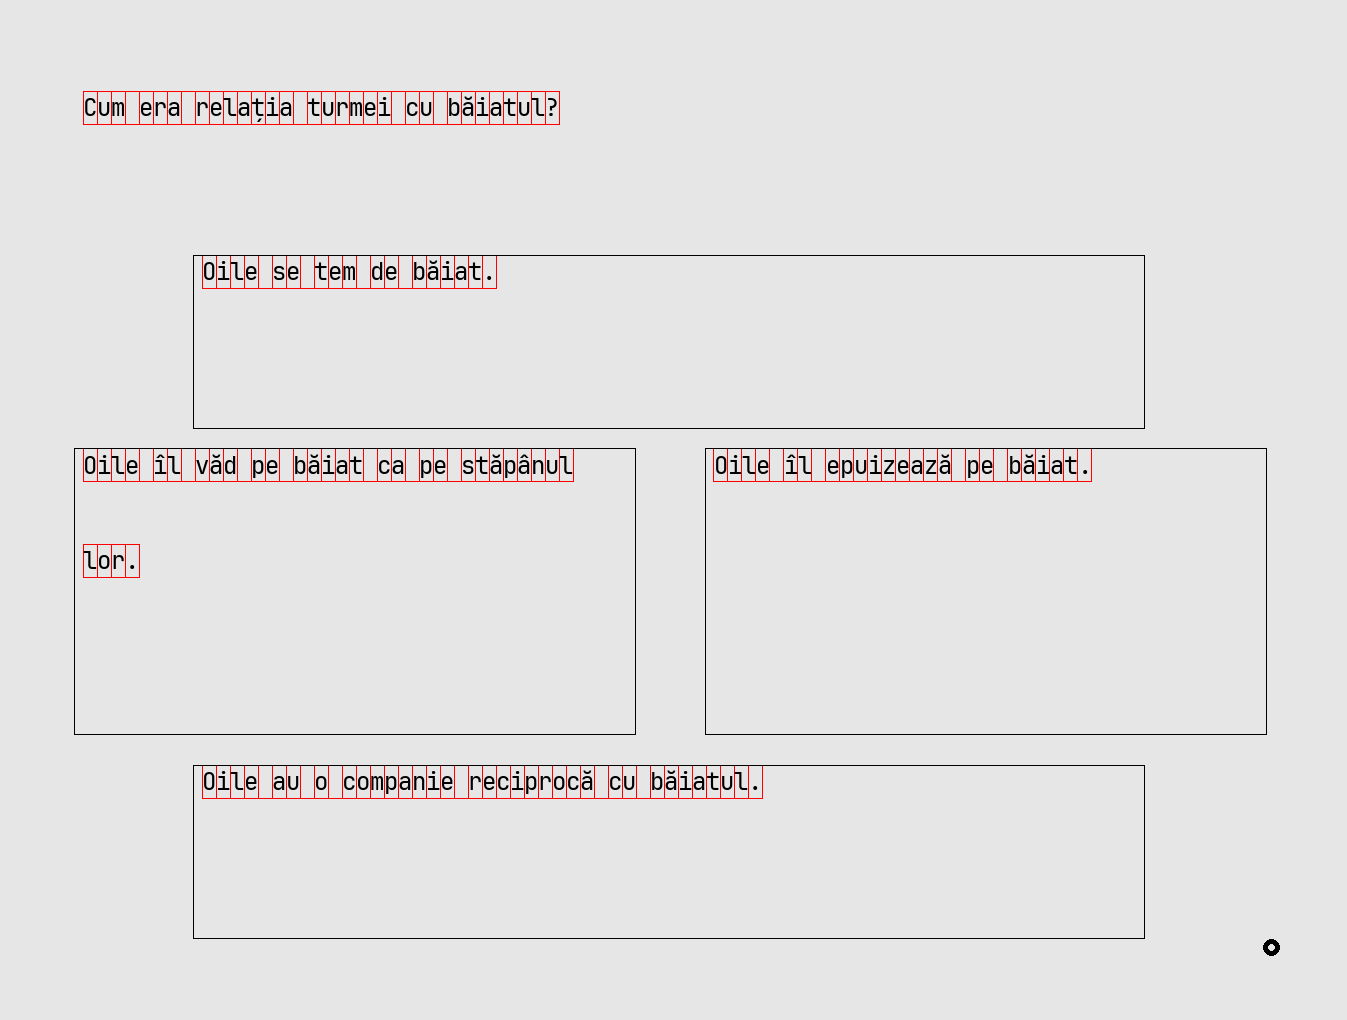 Cum era relația turmei cu băiatul?
Oile se tem de băiat.
Oile îl văd pe băiat ca pe stăpânul
lor.
Oile îl epuizează pe băiat.
Oile au o companie reciprocă cu băiatul.